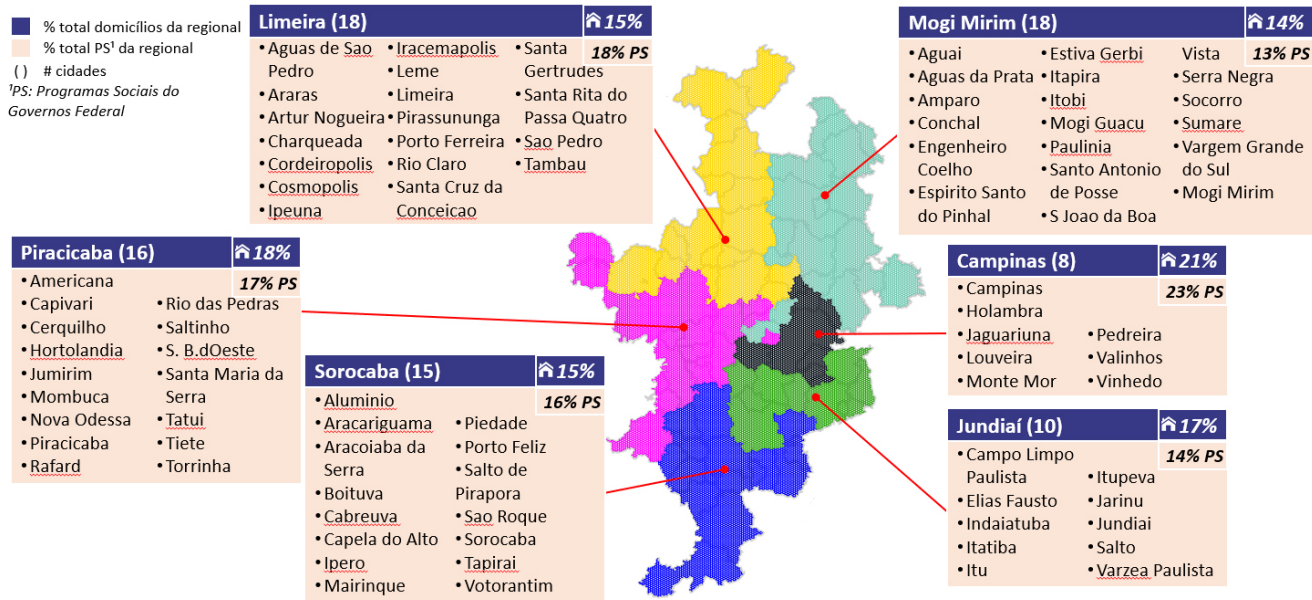 % total domicílios da regional
% total PS¹ da regional
( ) # cidades
¹PS: Programas Sociais do
Governos Federal
Limeira (18)
15%
18% PS
• Aguas de Sao
Pedro
• Araras
• Artur Nogueira
• Charqueada
• Cordeiropolis
• Cosmopolis
• Ipeuna
• Iracemapolis
• Leme
• Limeira
• Pirassununga
• Porto Ferreira
• Rio Claro
• Santa Cruz da
Conceicao
• Santa
Gertrudes
• Santa Rita do
Passa Quatro
• Sao Pedro
• Tambau
Mogi Mirim (18)
14%
13% PS
• Aguai
• Aguas da Prata
• Amparo
• Conchal
• Engenheiro
Coelho
• Espirito Santo
do Pinhal
• Estiva Gerbi
• Itapira
• Itobi
• Mogi Guacu
• Paulinia
• Santo Antonio
de Posse
• S Joao da Boa
Vista
• Serra Negra
• Socorro
• Sumare
• Vargem Grande
do Sul
• Mogi Mirim
Piracicaba (16)
18%
17% PS
• Americana
• Capivari
• Cerquilho
• Hortolandia
• Jumirim
• Mombuca
• Nova Odessa
• Piracicaba
• Rafard
• Rio das Pedras
• Saltinho
• S. B.dOeste
• Santa Maria da
Serra
• Tatui
• Tiete
• Torrinha
Campinas (8)
21%
23% PS
• Campinas
• Holambra
• Jaguariuna
• Louveira
• Monte Mor
• Pedreira
• Valinhos
• Vinhedo
Sorocaba (15)
15%
16% PS
• Aluminio
• Aracariguama
• Aracoiaba da
Serra
• Boituva
• Cabreuva
• Capela do Alto
• Ipero
• Mairinque
• Piedade
• Porto Feliz
• Salto de
Pirapora
• Sao Roque
• Sorocaba
• Tapirai
• Votorantim
Jundiaí (10)
17%
14% PS
• Campo Limpo
Paulista
• Elias Fausto
• Indaiatuba
• Itatiba
• Itu
• Itupeva
• Jarinu
• Jundiai
• Salto
• Varzea Paulista